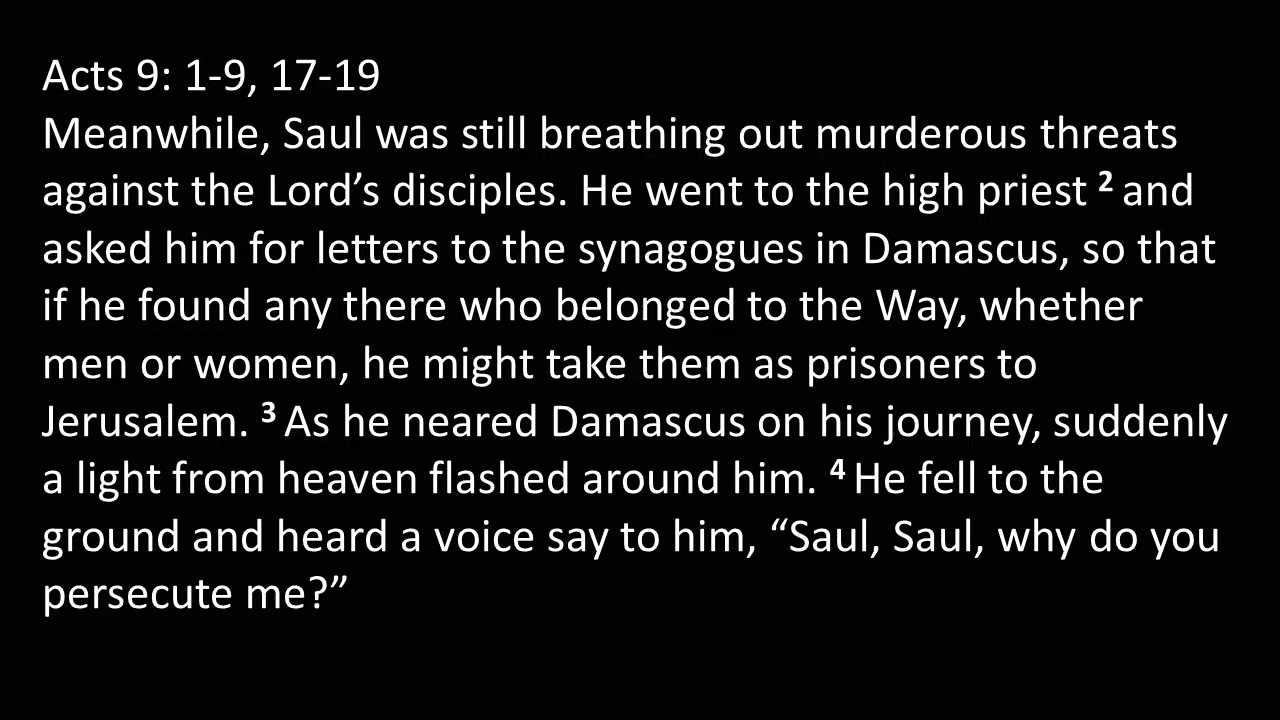 Acts 9: 1-9, 17-19
Meanwhile, Saul was still breathing out murderous threats
against the Lord’s disciples. He went to the high priest ² and
asked him for letters to the synagogues in Damascus, so that
if he found any there who belonged to the Way, whether
men or women, he might take them as prisoners to
Jerusalem. ³ As he neared Damascus on his journey, suddenly
a light from heaven flashed around him. ⁴ He fell to the
ground and heard a voice say to him, “Saul, Saul, why do you
persecute me?”